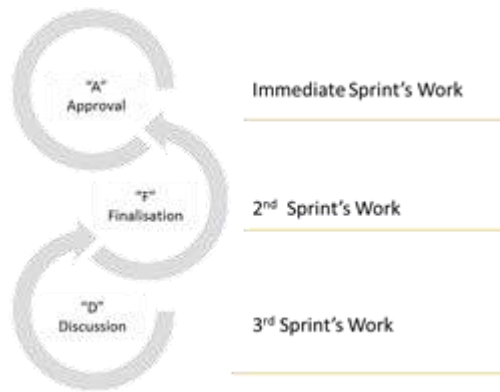 "A"
Approval
Immediate Sprint's Work
"F"
Finalisation
2nd Sprint's Work
"D"
Discussion
3rd Sprint's Work